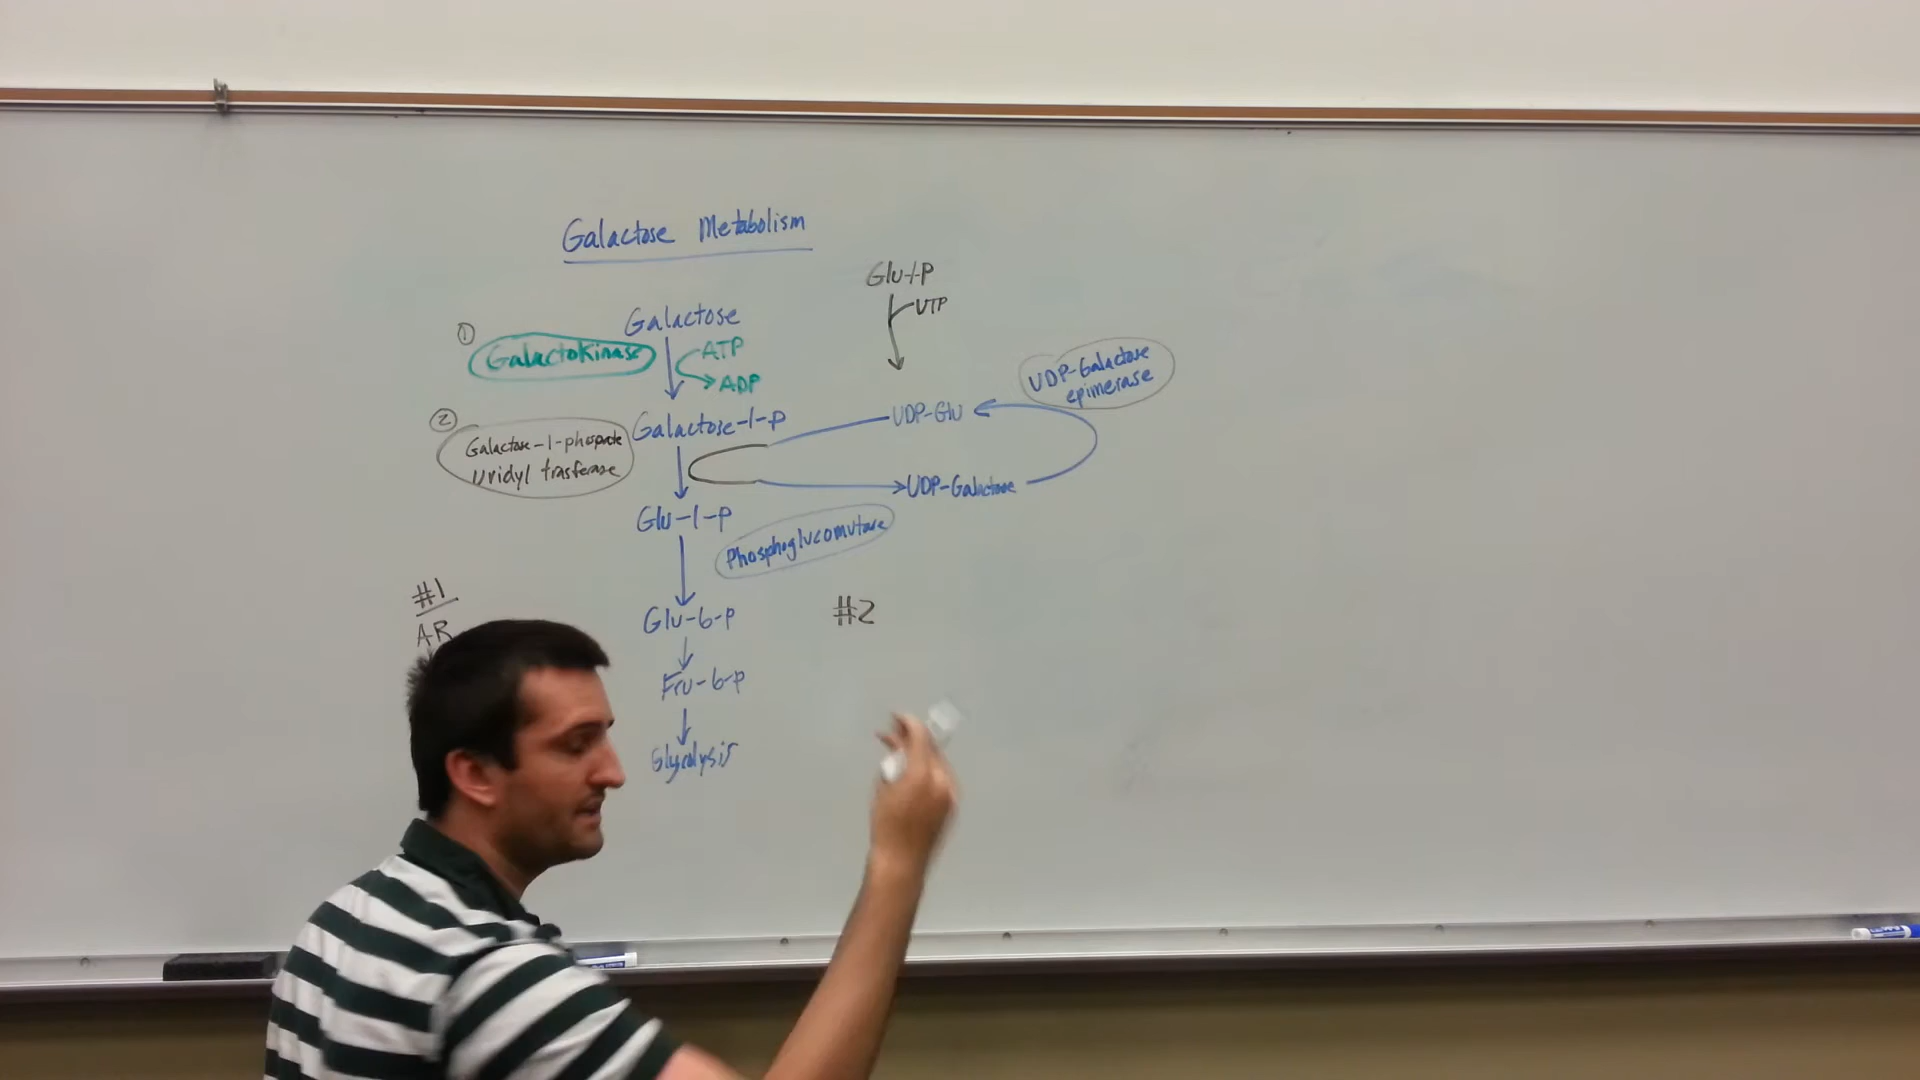 Galactose Metabolism
Glu-1-P
UTP
Galactose
①
Galactokinase
ATP
ADP
UDP-Galactose
epimerase
②
Galactose-1-P
UDP-Glu
Galactose-1-phosphate
Uridyl trasferase
UDP-Galactose
Glu-1-P
Phosphoglucomutase
#1
AR
Glu-6-P
#2
Fru-6-P
Glycolysis